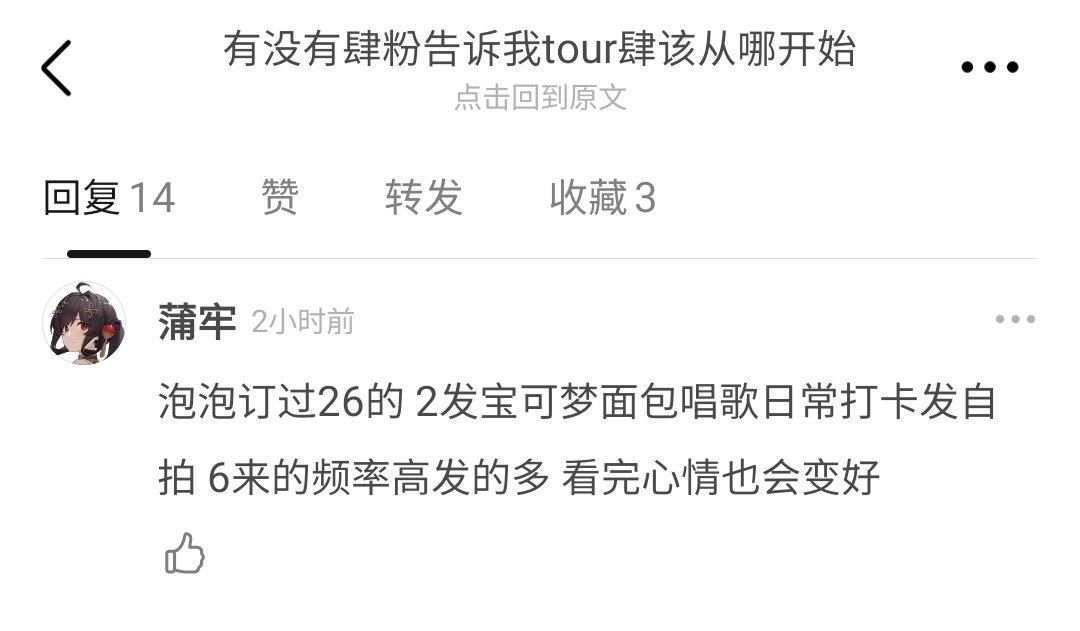 有没有肆粉告诉我tour肆该从哪开始
点击回到原文
回复 14 赞 转发 收藏 3
蒲牢 2小时前
泡泡订过26的 2发宝可梦面包唱歌日常打卡发自
拍 6来的频率高发的多 看完心情也会变好